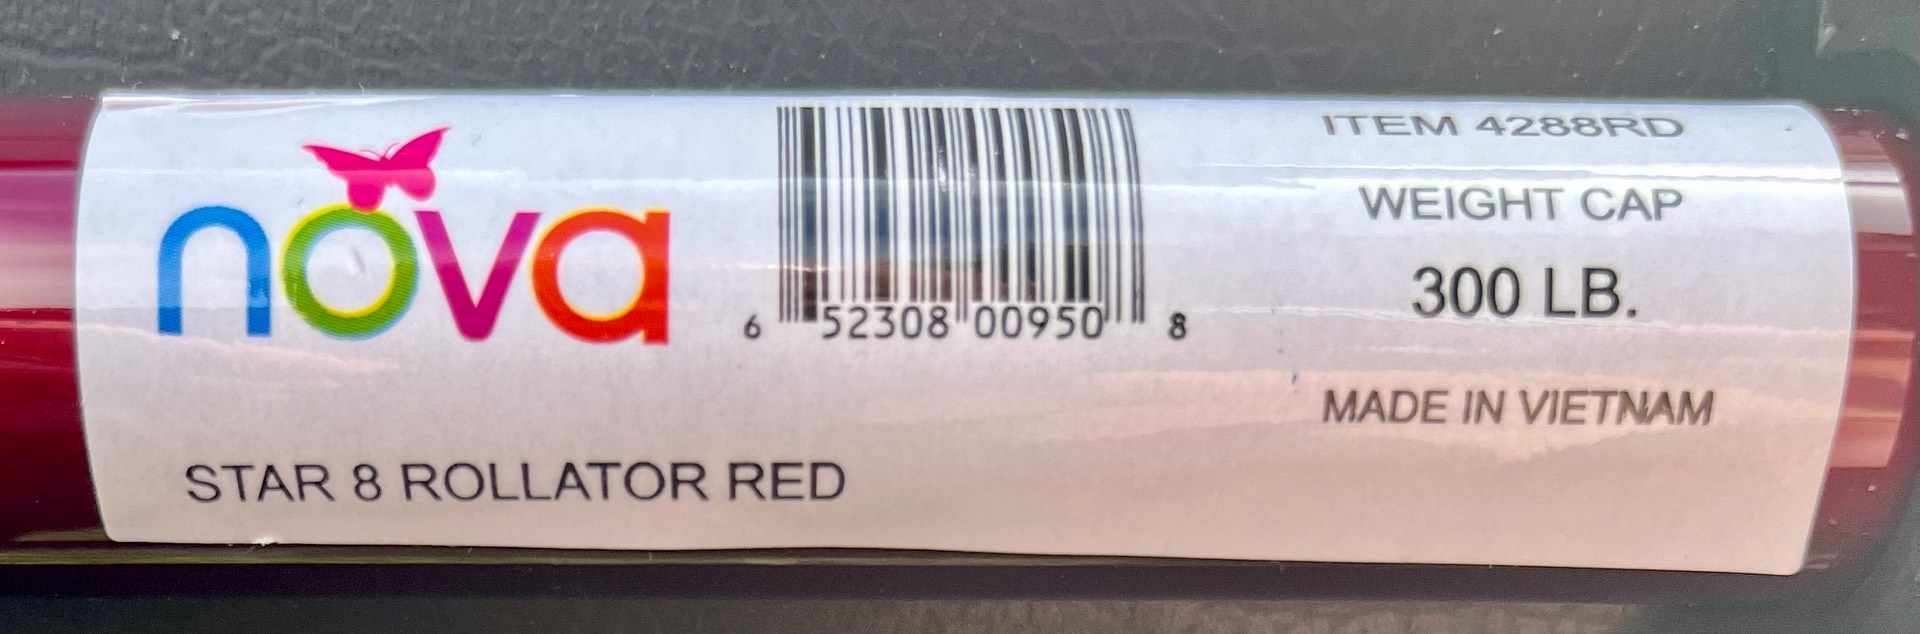 nova
6 52308 00950 8
STAR 8 ROLLATOR RED
ITEM 4288RD
WEIGHT CAP
300 LB.
MADE IN VIETNAM